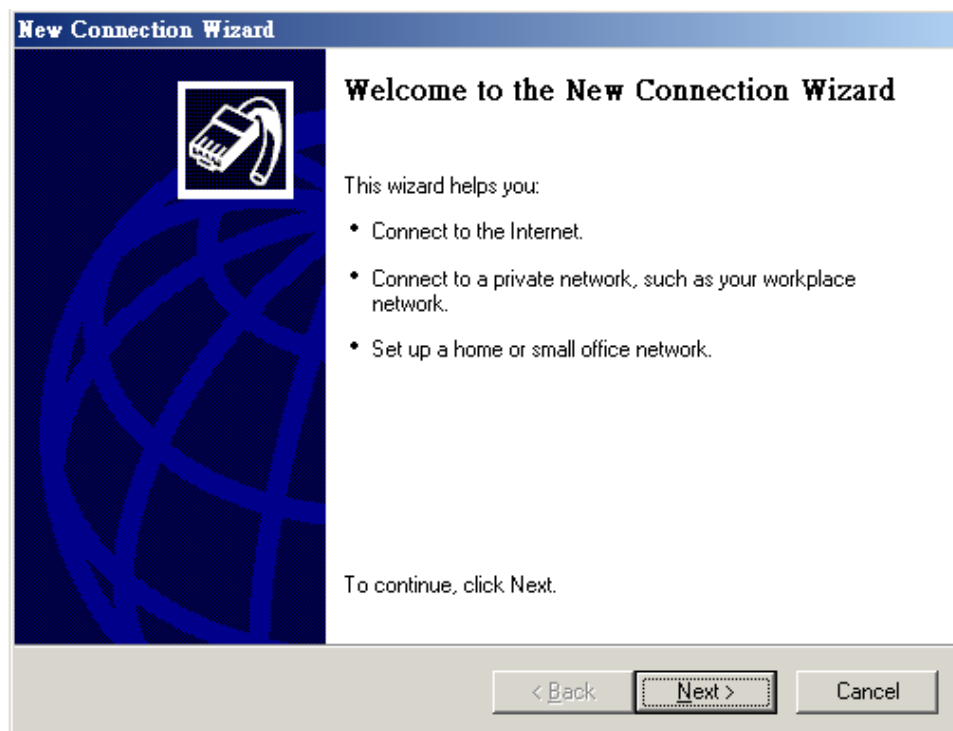 New Connection Wizard
Welcome to the New Connection Wizard
This wizard helps you:
• Connect to the Internet.
• Connect to a private network, such as your workplace
network.
• Set up a home or small office network.
To continue, click Next.
< Back
Next >
Cancel